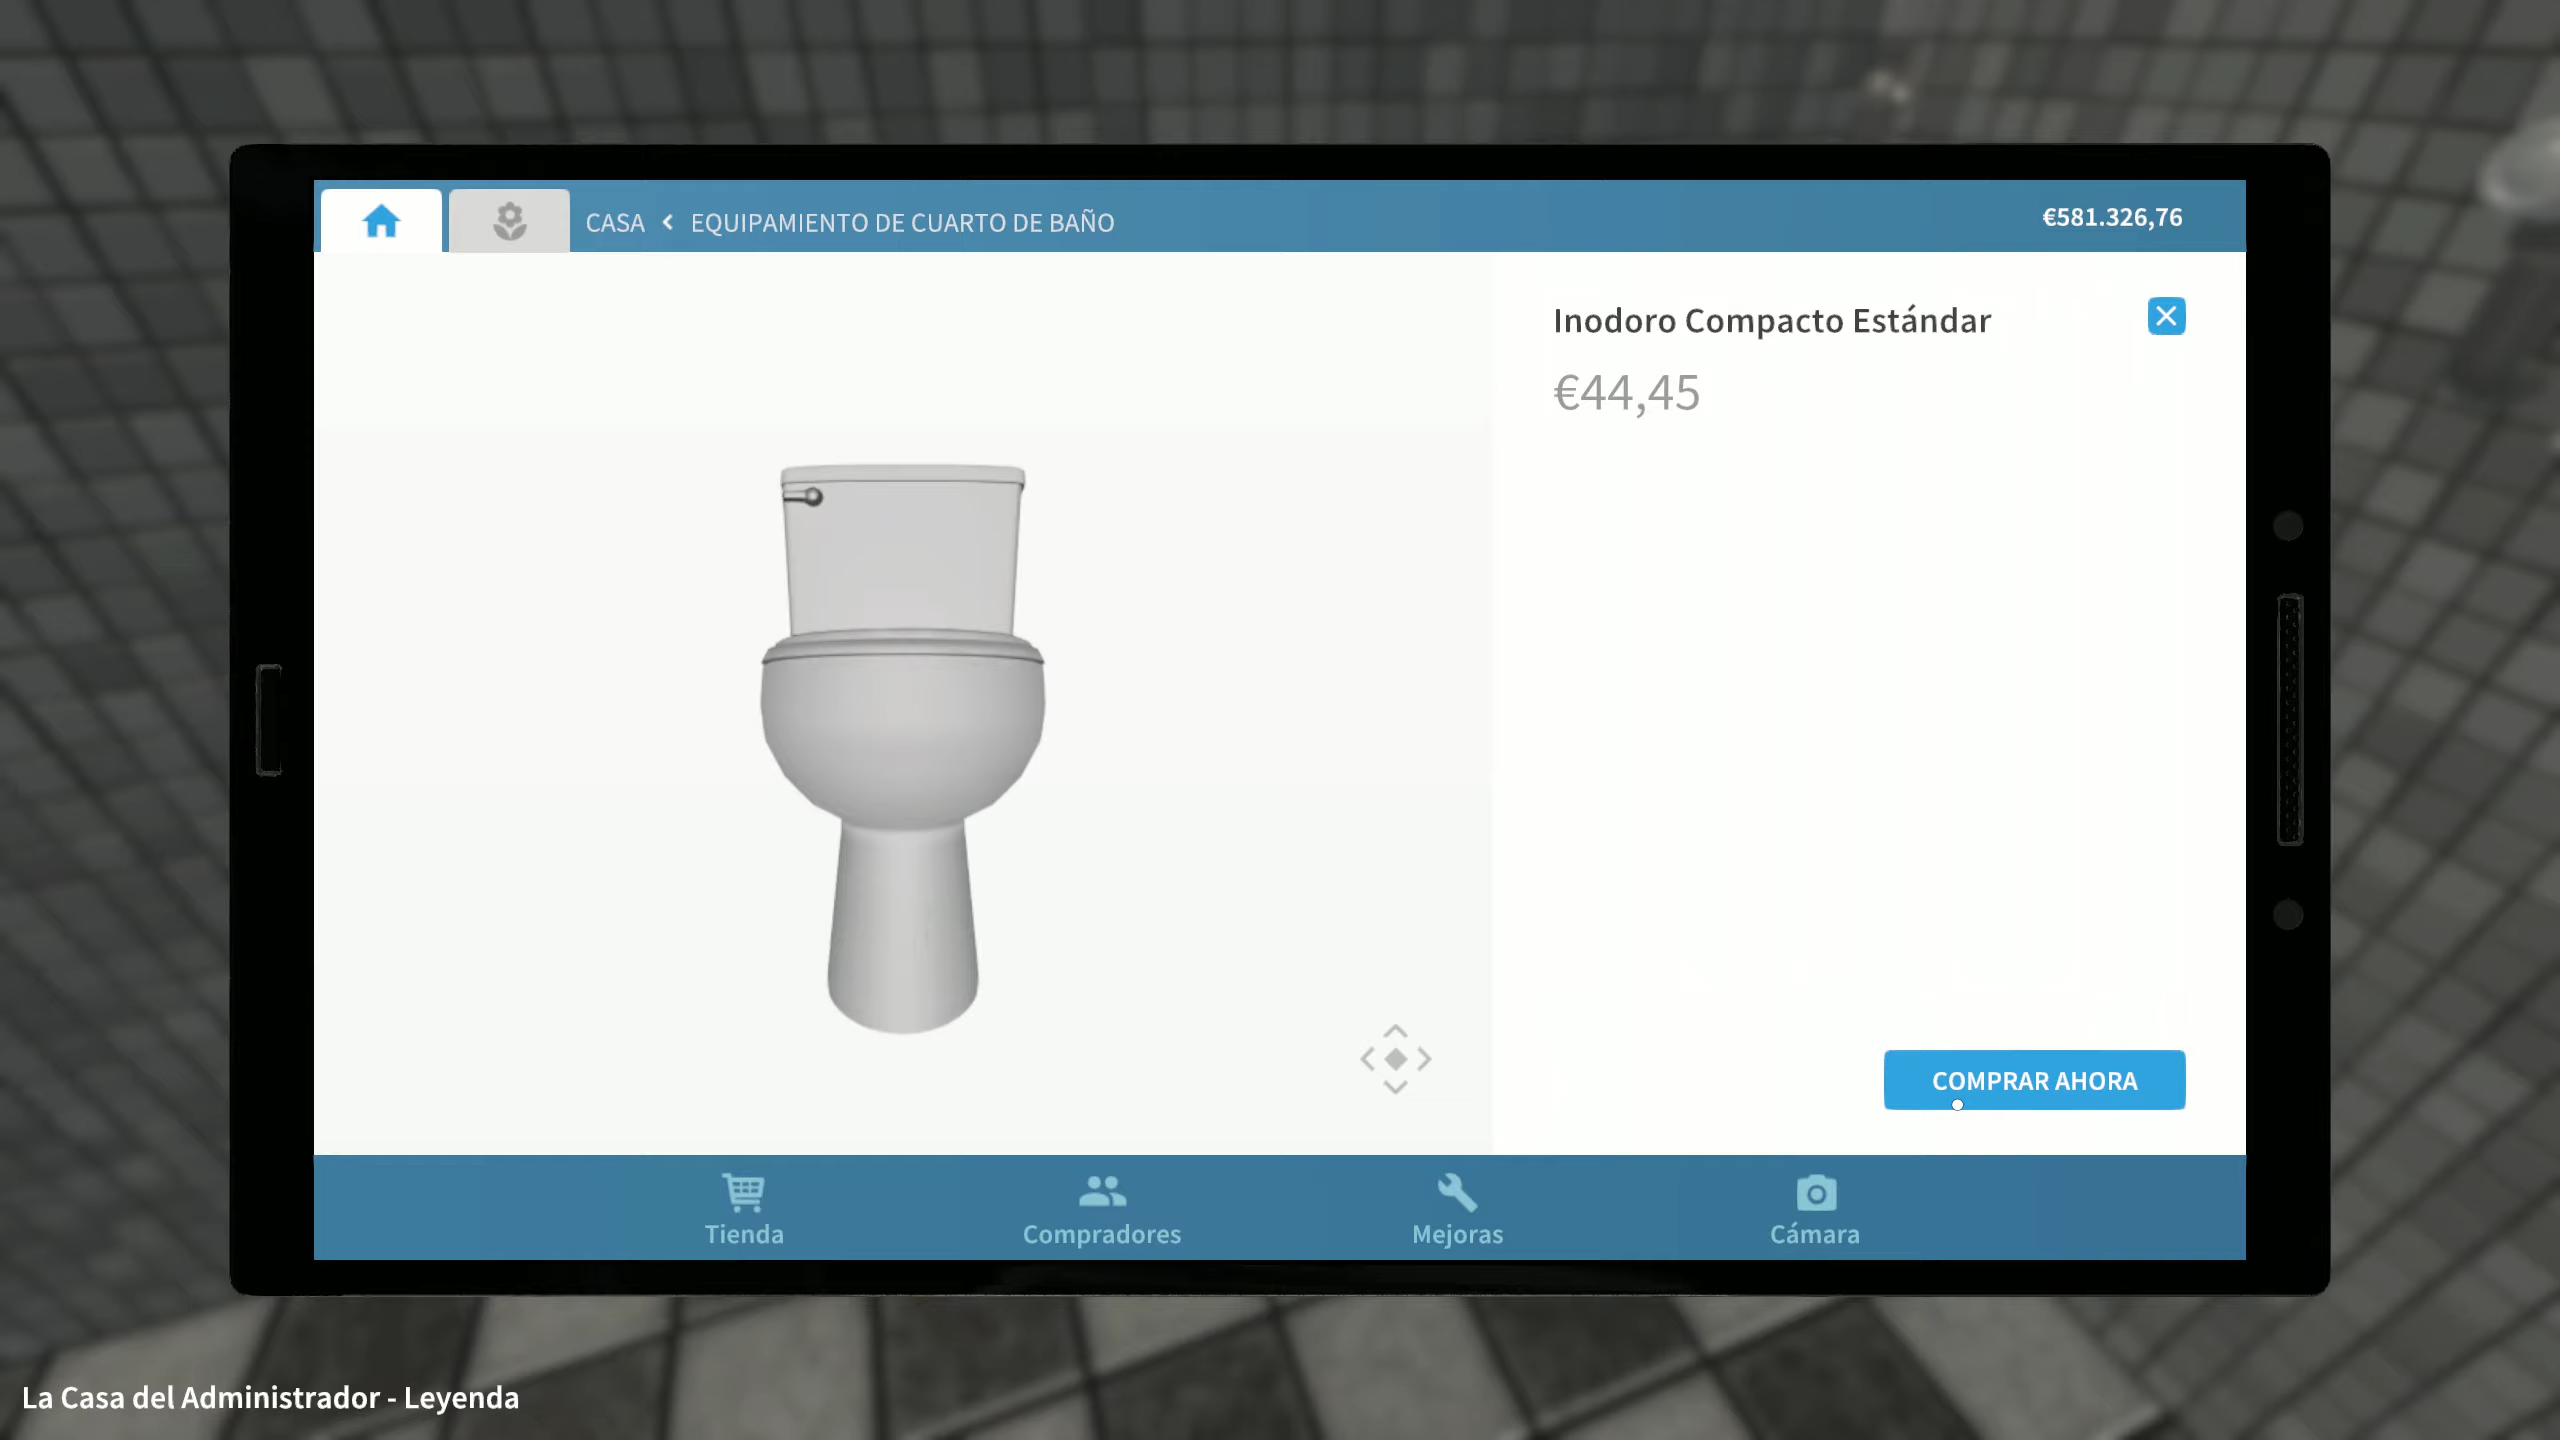 CASA < EQUIPAMIENTO DE CUARTO DE BAÑO
€581.326,76
Inodoro Compacto Estándar
€44,45
COMPRAR AHORA
Tienda
Compradores
Mejoras
Cámara
La Casa del Administrador - Leyenda